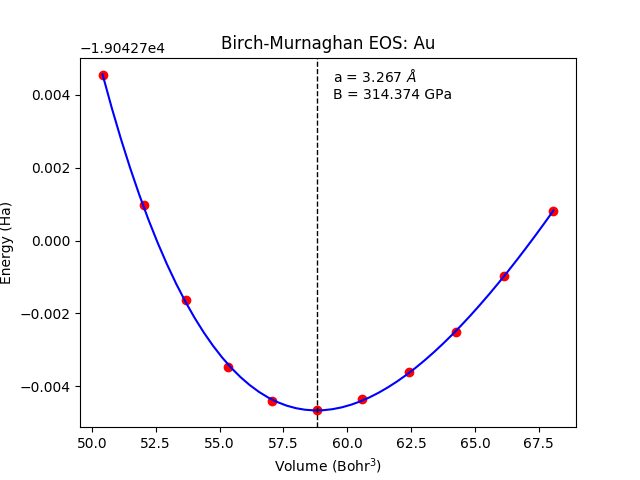 Birch-Murnaghan EOS: Au
−1.90427e4
a = 3.267 Å
B = 314.374 GPa
0.004
0.002
0.000
−0.002
−0.004
Energy (Ha)
50.0 52.5 55.0 57.5 60.0 62.5 65.0 67.5
Volume (Bohr³)